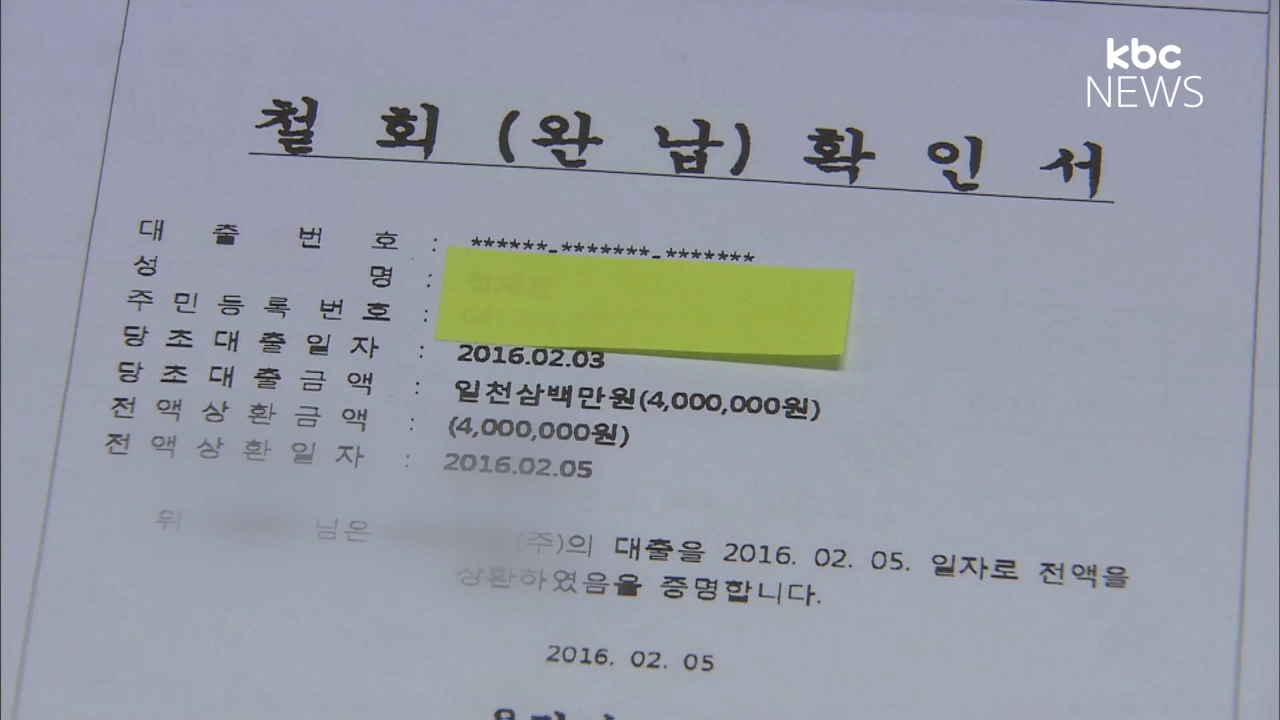 kbc
NEWS
철 회 (완 납) 확 인 서
대 출 번 호 : ******-*******-*******
성 명 :
주 민 등 록 번 호 :
당 초 대 출 일 자 : 2016.02.03
당 초 대 출 금 액 : 일천삼백만원(4,000,000원)
전 액 상 환 금 액 : (4,000,000원)
전 액 상 환 일 자 : 2016.02.05
위 님은 (주)의 대출을 2016. 02. 05. 일자로 전액을
상환하였음을 증명합니다.
2016. 02. 05